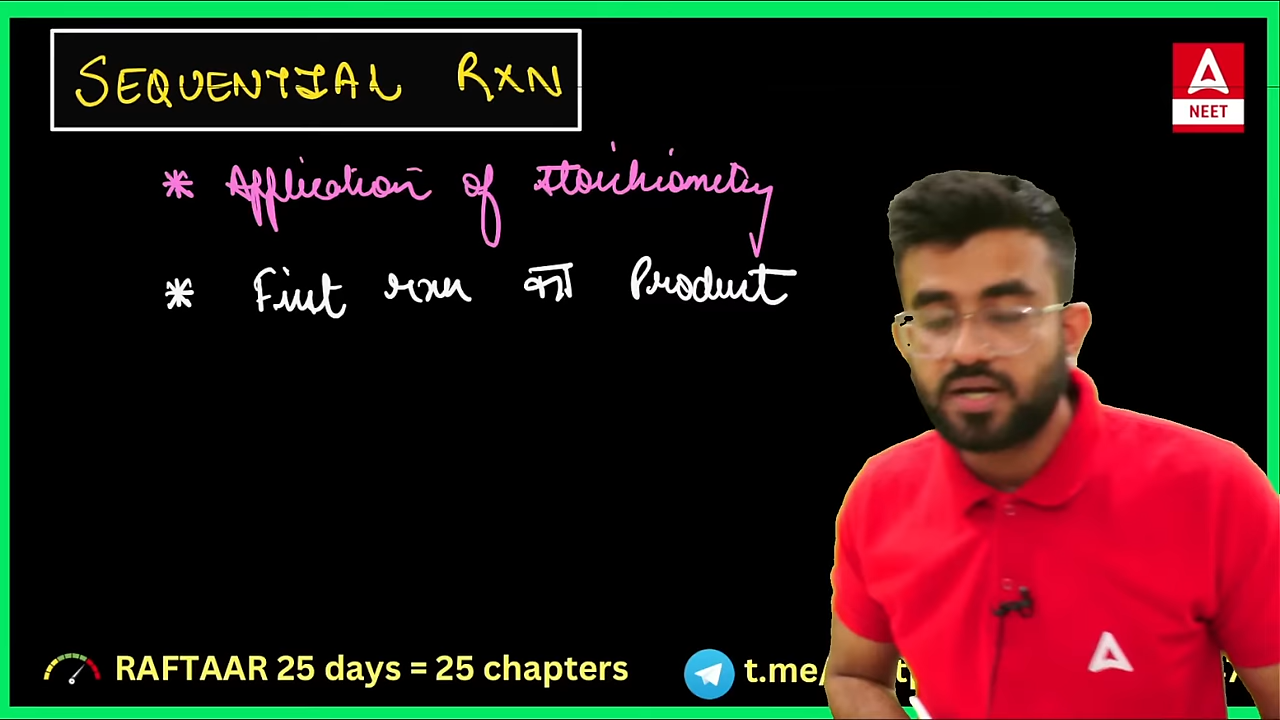 SEQUENTIAL RXN
NEET
* Application of stoichiometry
* First rxn का Product
RAFTAAR 25 days = 25 chapters
t.me/